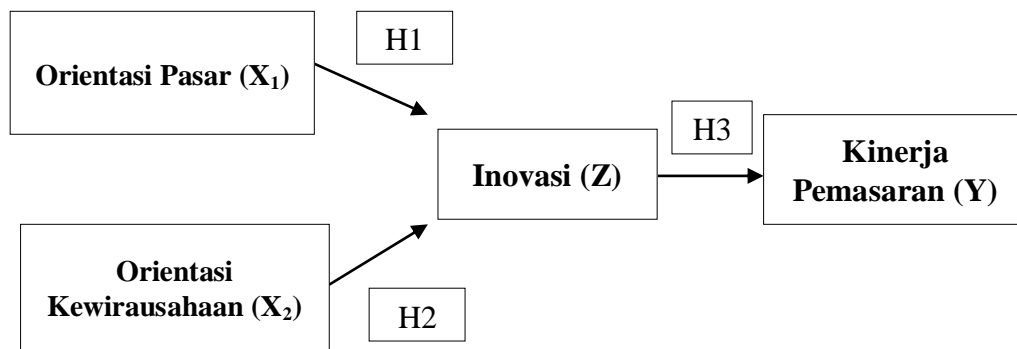 H1
Orientasi Pasar (X₁)
H3
Inovasi (Z)
Kinerja
Pemasaran (Y)
Orientasi
Kewirausahaan (X₂)
H2